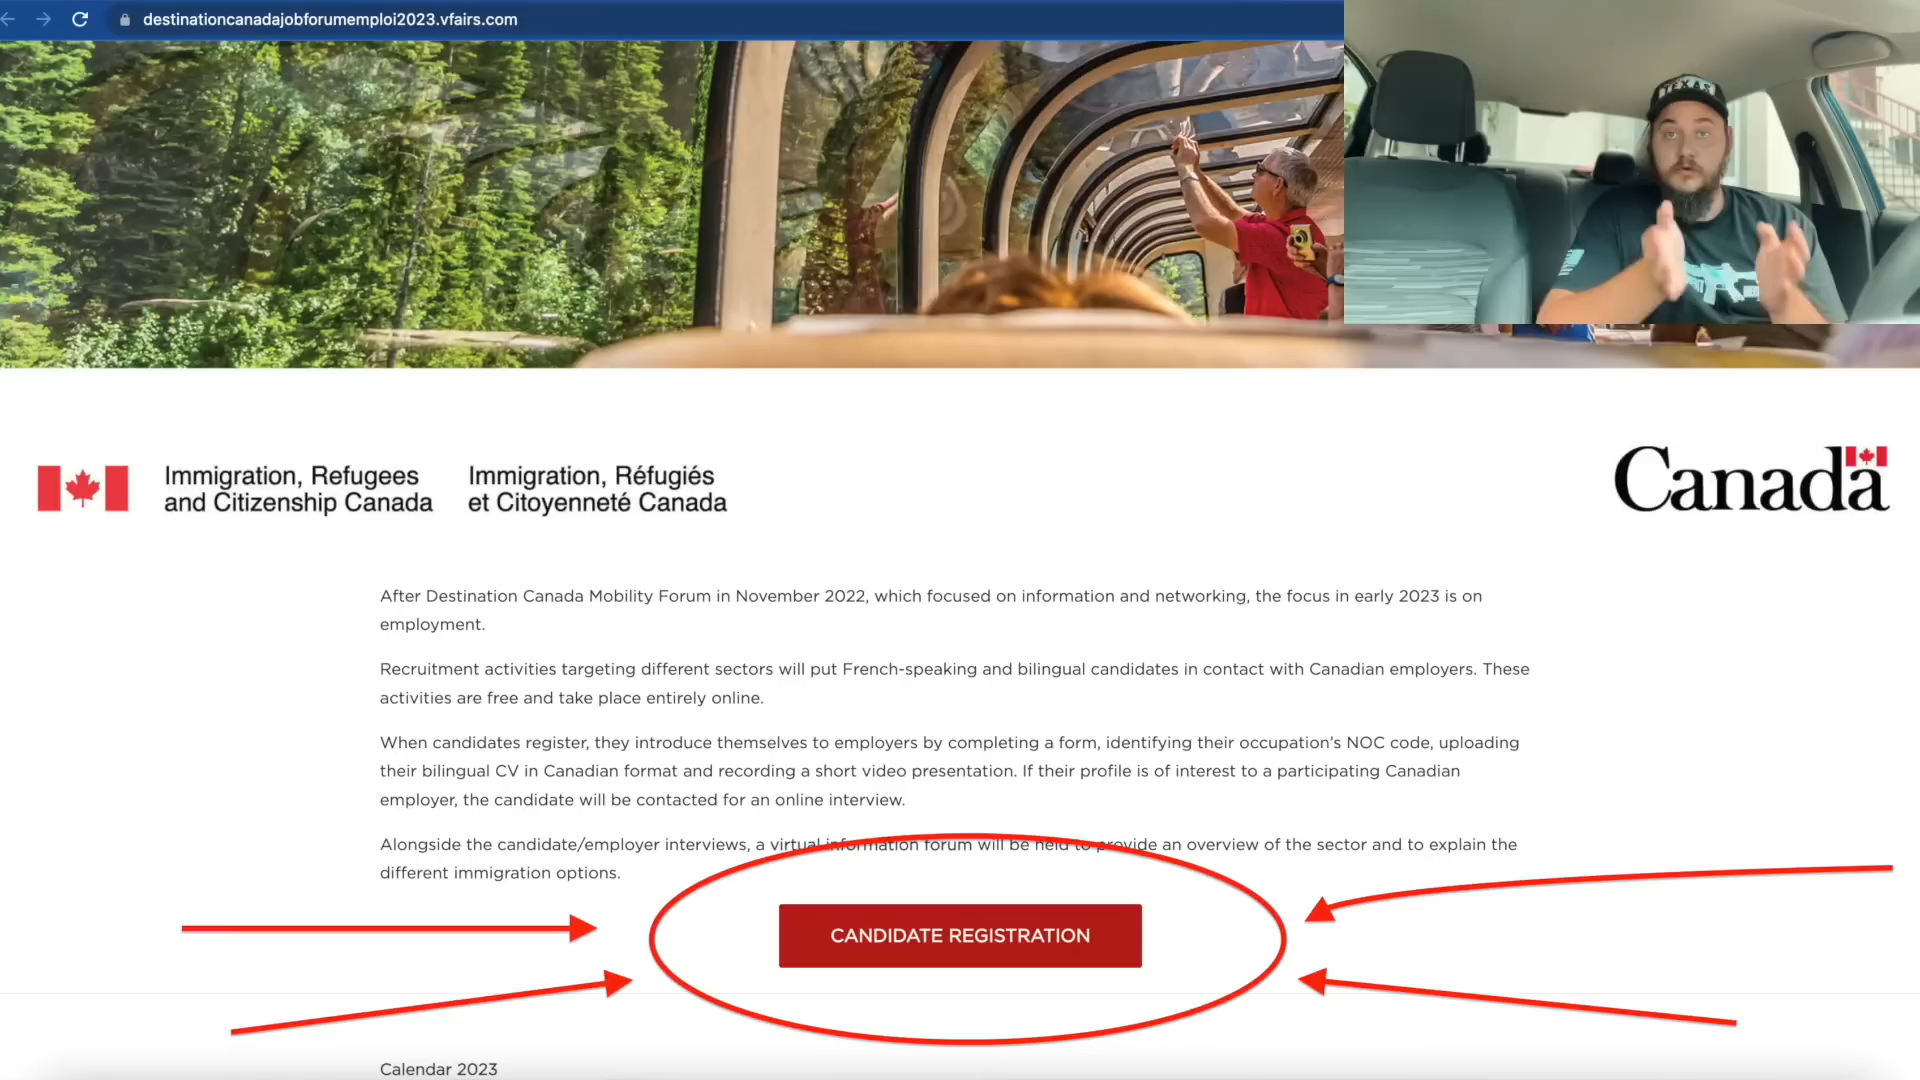 destinationcanadajobforumemploi2023.vfairs.com
TEXAS
Immigration, Refugees
and Citizenship Canada
Immigration, Réfugiés
et Citoyenneté Canada
Canada
After Destination Canada Mobility Forum in November 2022, which focused on information and networking, the focus in early 2023 is on
employment.
Recruitment activities targeting different sectors will put French-speaking and bilingual candidates in contact with Canadian employers. These
activities are free and take place entirely online.
When candidates register, they introduce themselves to employers by completing a form, identifying their occupation's NOC code, uploading
their bilingual CV in Canadian format and recording a short video presentation. If their profile is of interest to a participating Canadian
employer, the candidate will be contacted for an online interview.
Alongside the candidate/employer interviews, a virtual information forum will be held to provide an overview of the sector and to explain the
different immigration options.
CANDIDATE REGISTRATION
Calendar 2023